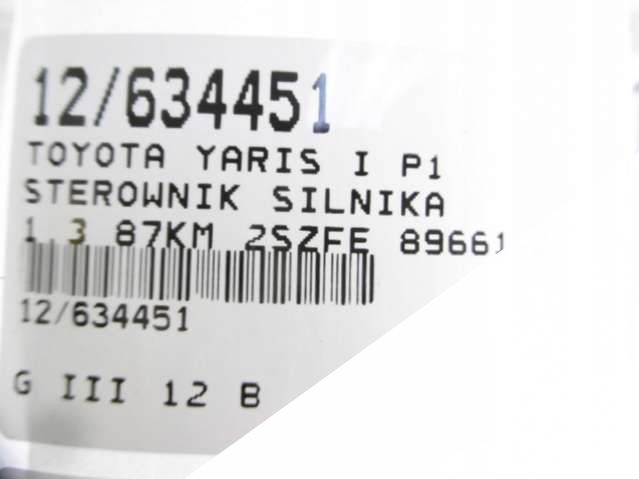 12/634451
TOYOTA YARIS I P1
STEROWNIK SILNIKA
1 3 87KM 2SZFE 89661
12/634451
G III 12 B